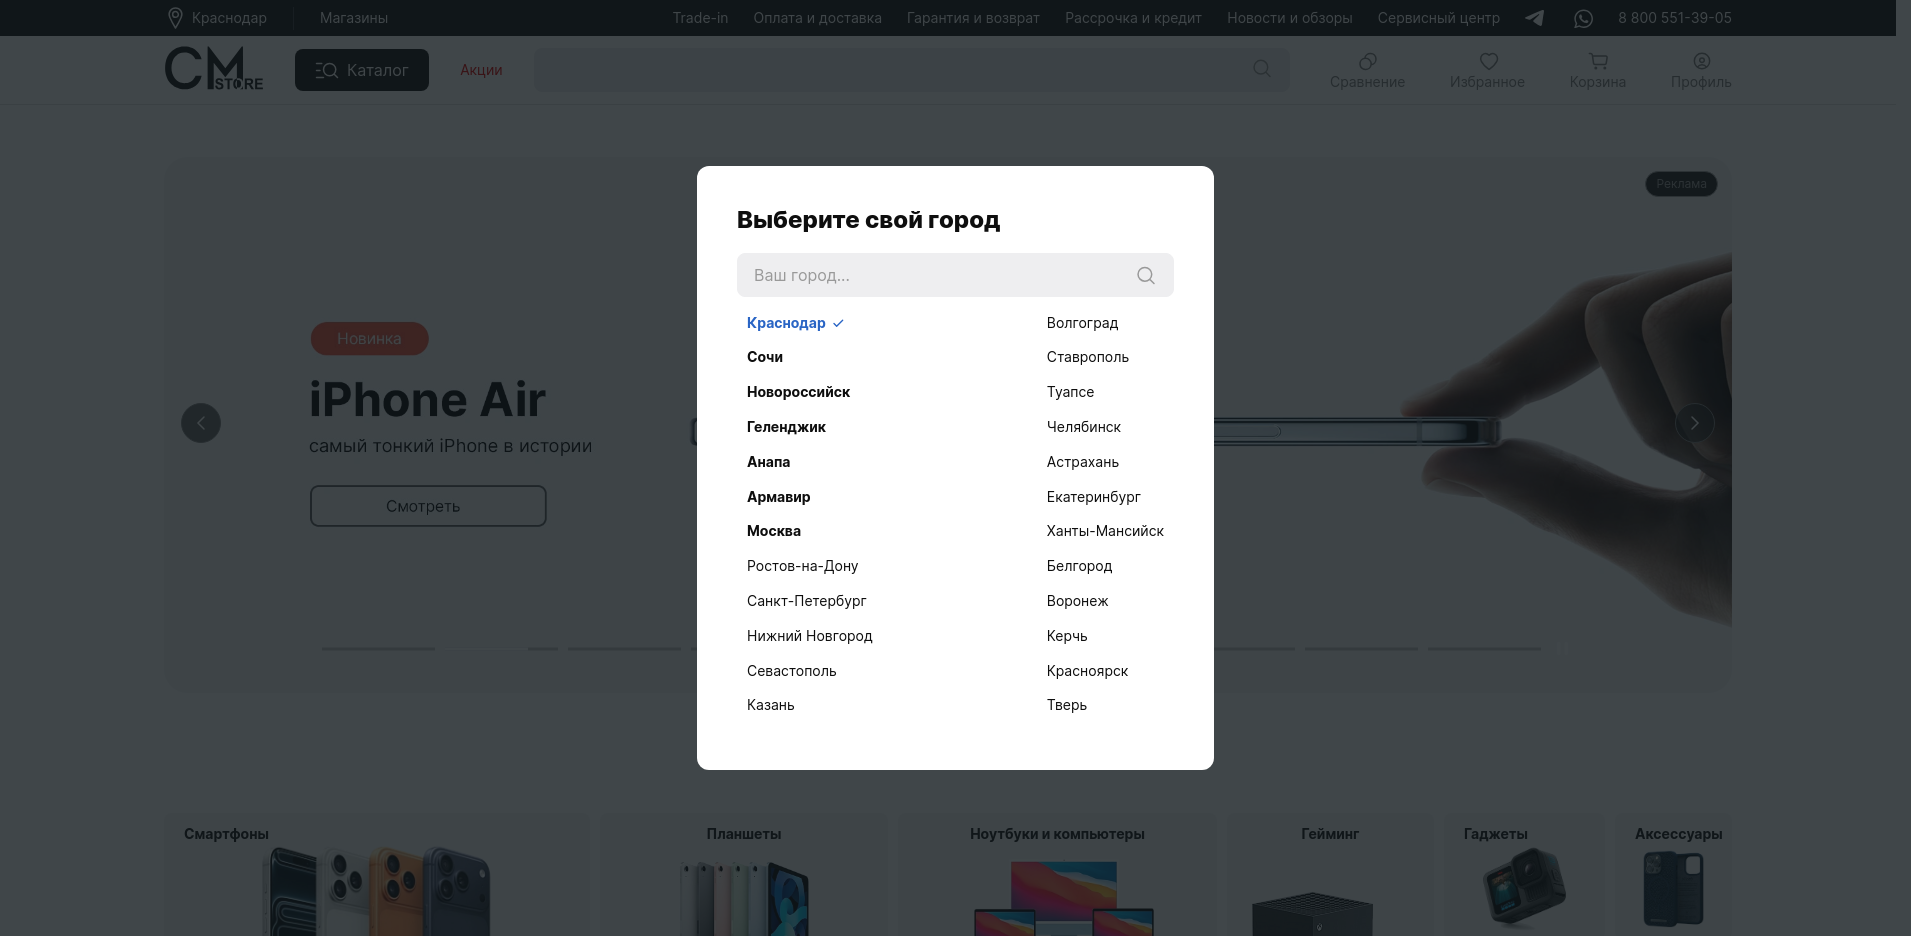 Краснодар
Магазины
Trade-in
Оплата и доставка
Гарантия и возврат
Рассрочка и кредит
Новости и обзоры
Сервисный центр
8 800 551-39-05
CM STORE
Каталог
Акции
Сравнение
Избранное
Корзина
Профиль
Реклама
Новинка
iPhone Air
самый тонкий iPhone в истории
Смотреть
Выберите свой город
Ваш город...
Краснодар
Сочи
Новороссийск
Геленджик
Анапа
Армавир
Москва
Ростов-на-Дону
Санкт-Петербург
Нижний Новгород
Севастополь
Казань
Волгоград
Ставрополь
Туапсе
Челябинск
Астрахань
Екатеринбург
Ханты-Мансийск
Белгород
Воронеж
Керчь
Красноярск
Тверь
Смартфоны
Планшеты
Ноутбуки и компьютеры
Гейминг
Гаджеты
Аксессуары